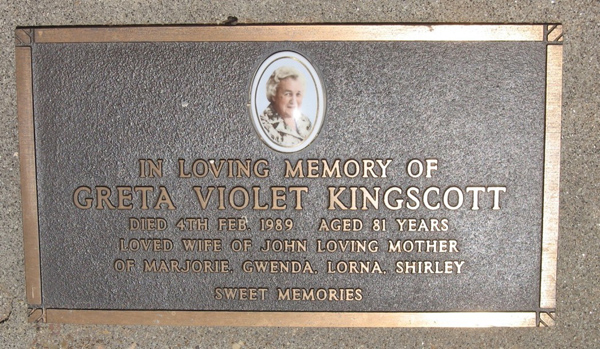 IN LOVING MEMORY OF
GRETA VIOLET KINGSCOTT
DIED 4TH FEB. 1989 AGED 81 YEARS
LOVED WIFE OF JOHN LOVING MOTHER
OF MARJORIE, GWENDA, LORNA, SHIRLEY
SWEET MEMORIES